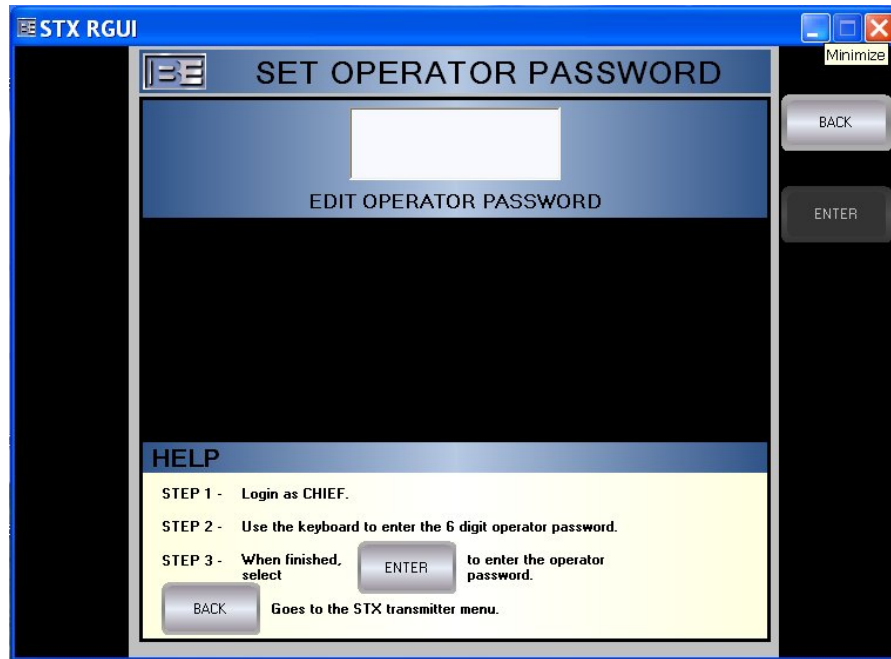 STX RGUI
Minimize
BE SET OPERATOR PASSWORD
BACK
EDIT OPERATOR PASSWORD
ENTER
HELP
STEP 1 - Login as CHIEF.
STEP 2 - Use the keyboard to enter the 6 digit operator password.
STEP 3 - When finished, select ENTER to enter the operator password.
BACK Goes to the STX transmitter menu.